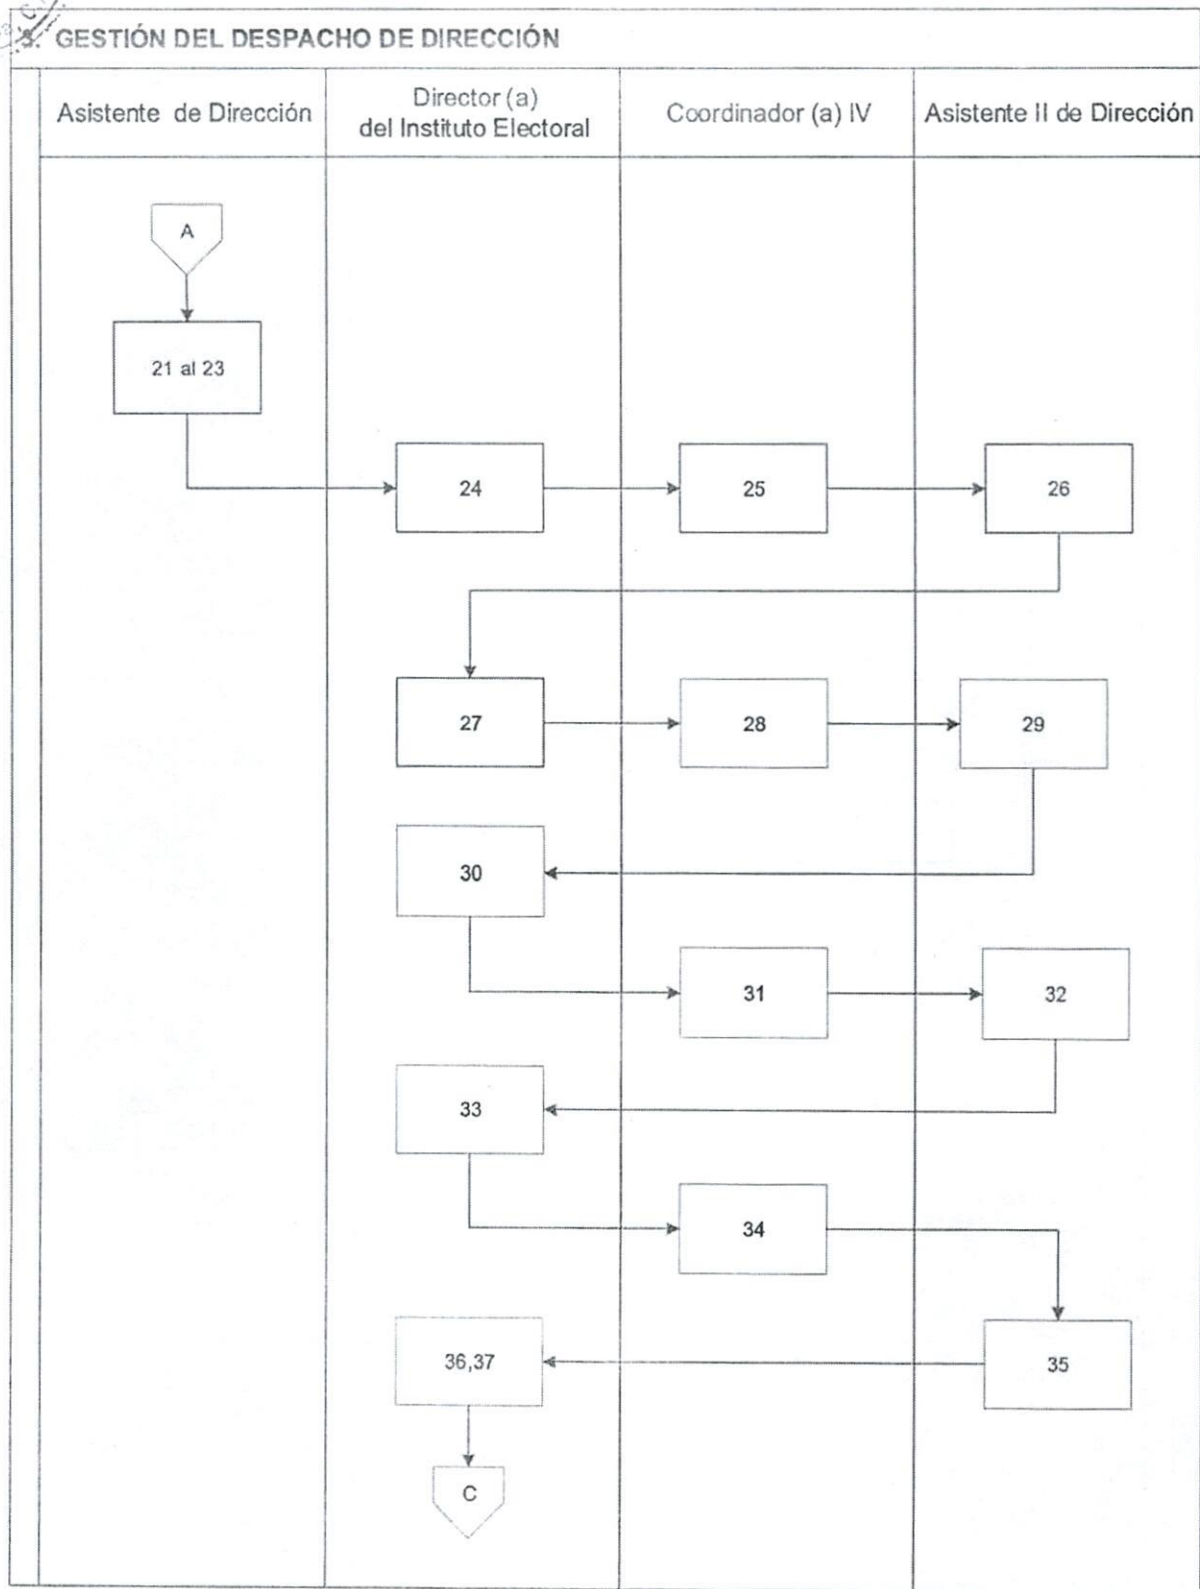 3. GESTIÓN DEL DESPACHO DE DIRECCIÓN
Asistente de Dirección
Director (a)
del Instituto Electoral
Coordinador (a) IV
Asistente II de Dirección
A
21 al 23
24
25
26
27
28
29
30
31
32
33
34
35
36,37
C